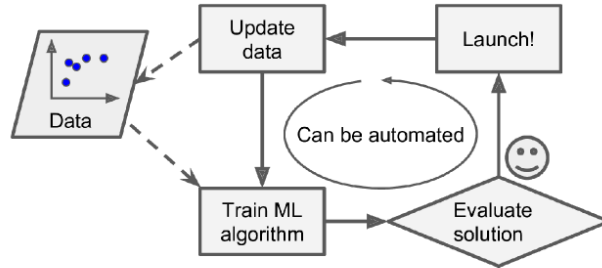 Update
data
Launch!
Data
Can be automated
Train ML
algorithm
Evaluate
solution